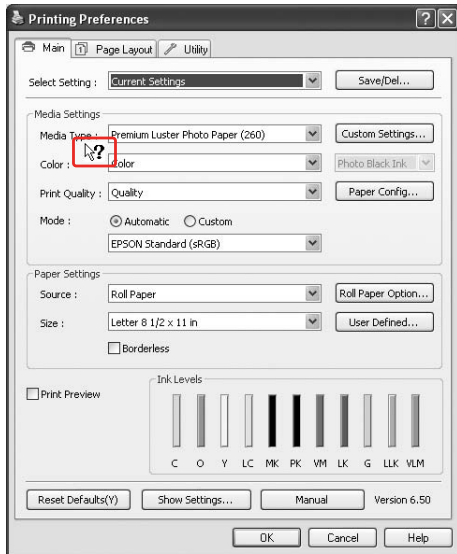 Printing Preferences
Main Page Layout Utility
Select Setting : Current Settings Save/Del...
Media Settings
Media Type : Premium Luster Photo Paper (260) Custom Settings...
Color : Color Photo Black Ink
Print Quality : Quality Paper Config...
Mode : Automatic Custom
EPSON Standard (sRGB)
Paper Settings
Source : Roll Paper Roll Paper Option...
Size : Letter 8 1/2 x 11 in User Defined...
Borderless
Print Preview
Ink Levels
C O Y LC MK PK VM LK G LLK VLM
Reset Defaults(Y) Show Settings... Manual Version 6.50
OK Cancel Help